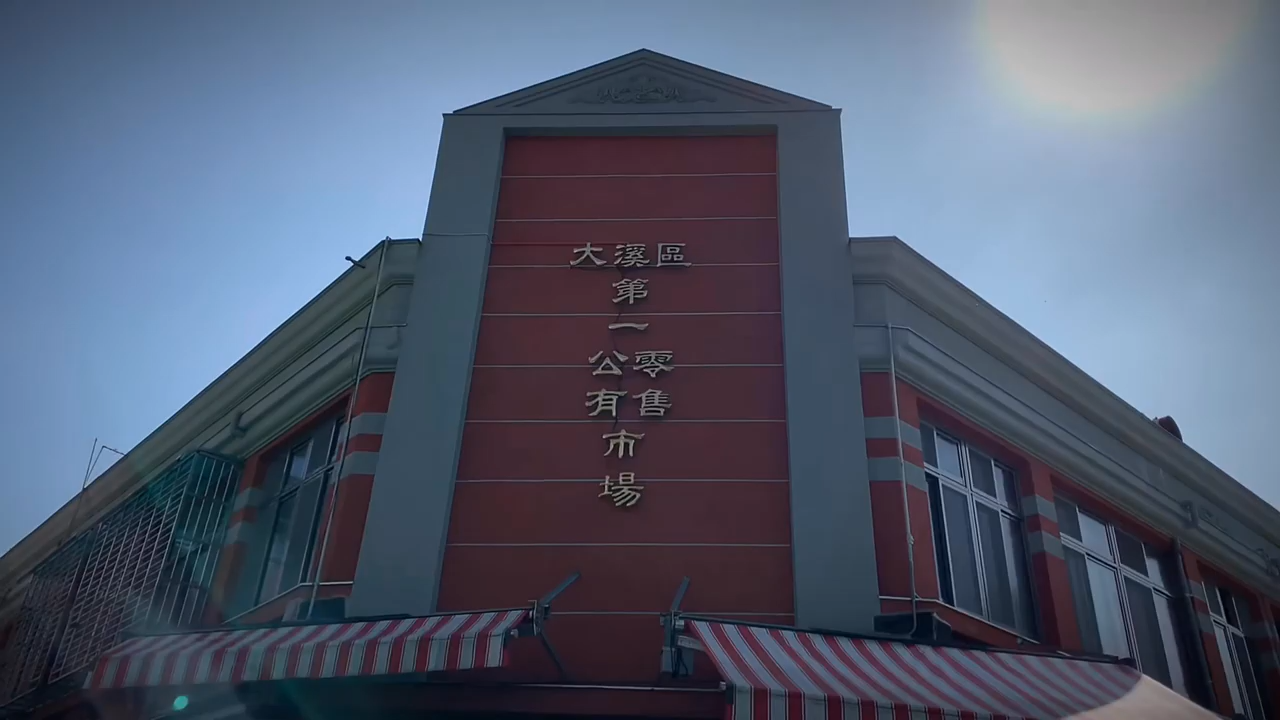 大溪區
第
一
公零
有售
市
場